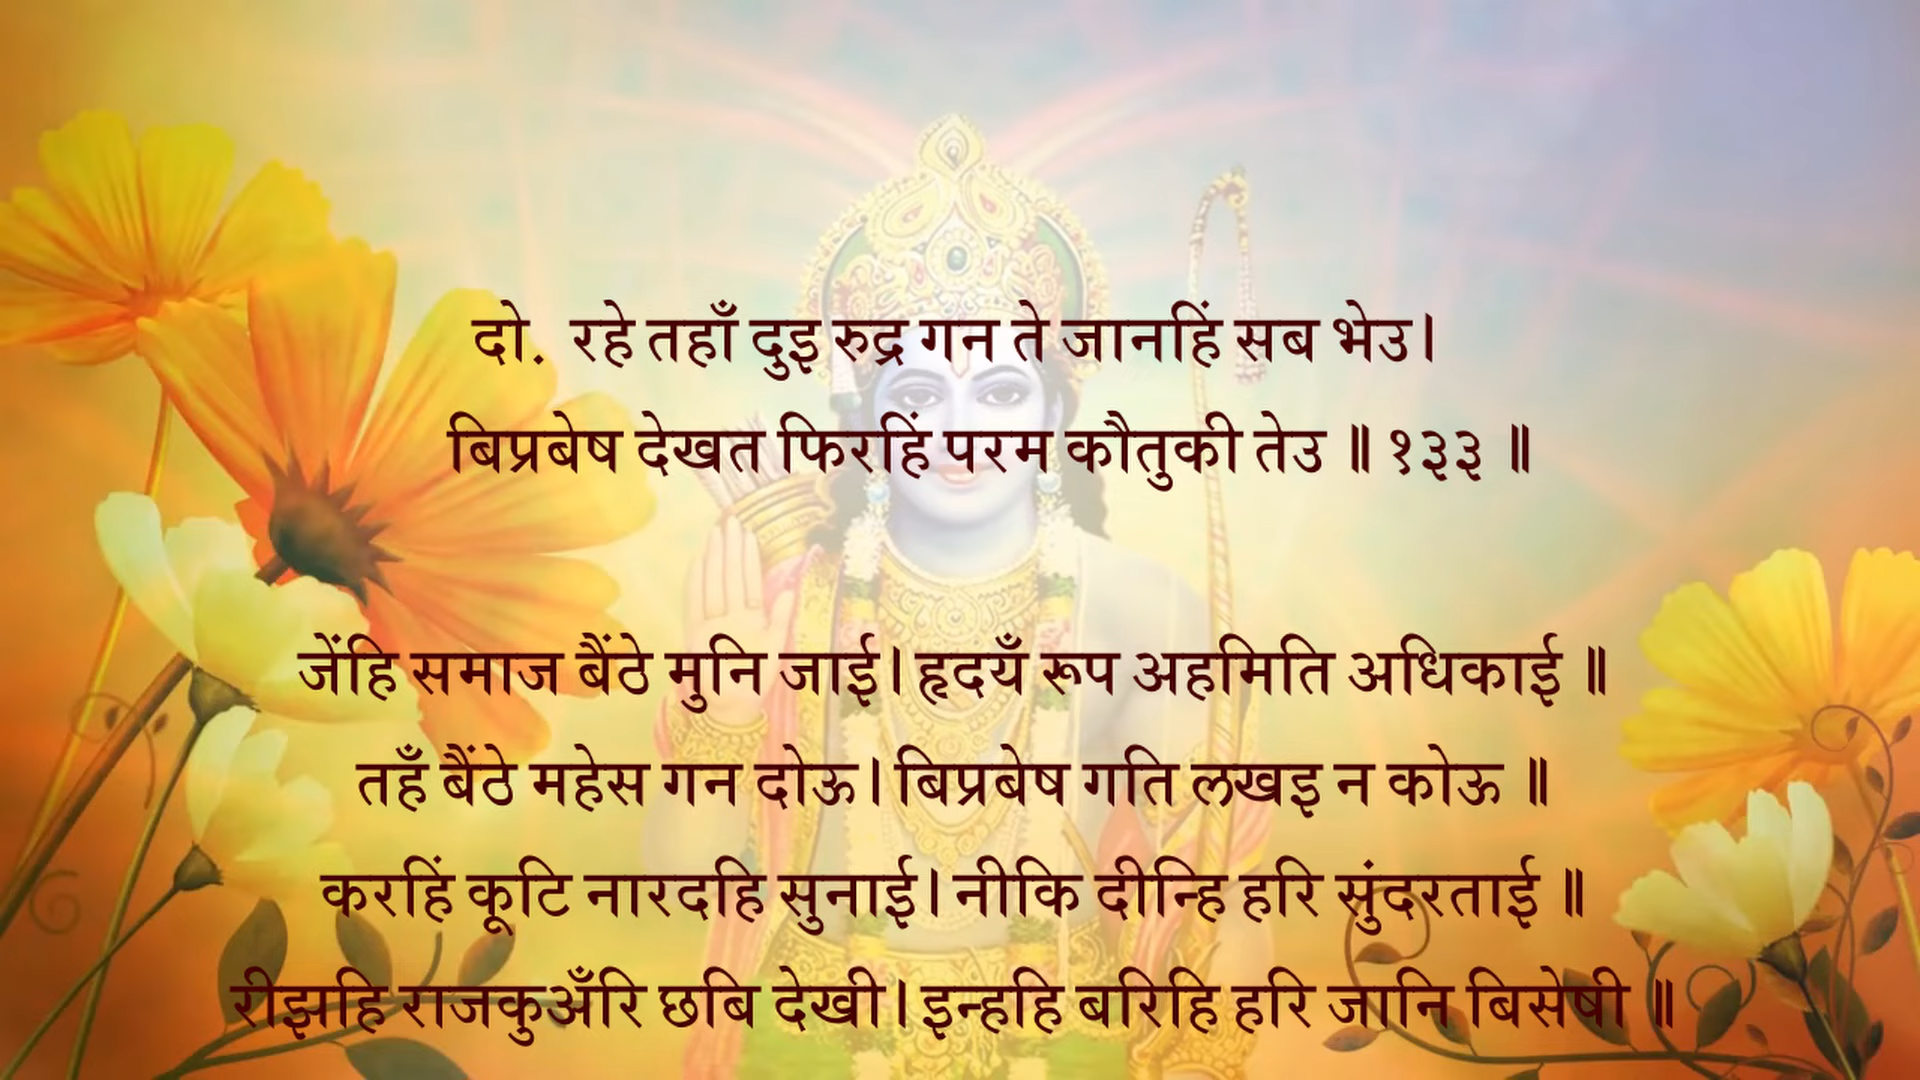 दो. रहे तहाँ दुइ रुद्र गन ते जानहिं सब भेउ।
बिप्रबेष देखत फिरहिं परम कौतुकी तेउ ॥ १३३ ॥
जेंहि समाज बैंठे मुनि जाई। हृदयँ रूप अहमिति अधिकाई ॥
तहँ बैंठे महेस गन दोऊ। बिप्रबेष गति लखइ न कोऊ ॥
करहिं कूटि नारदहि सुनाई। नीकि दीन्हि हरि सुंदरताई ॥
रीझहि राजकुअँरि छबि देखी। इन्हहि बरिहि हरि जानि बिसेषी ॥